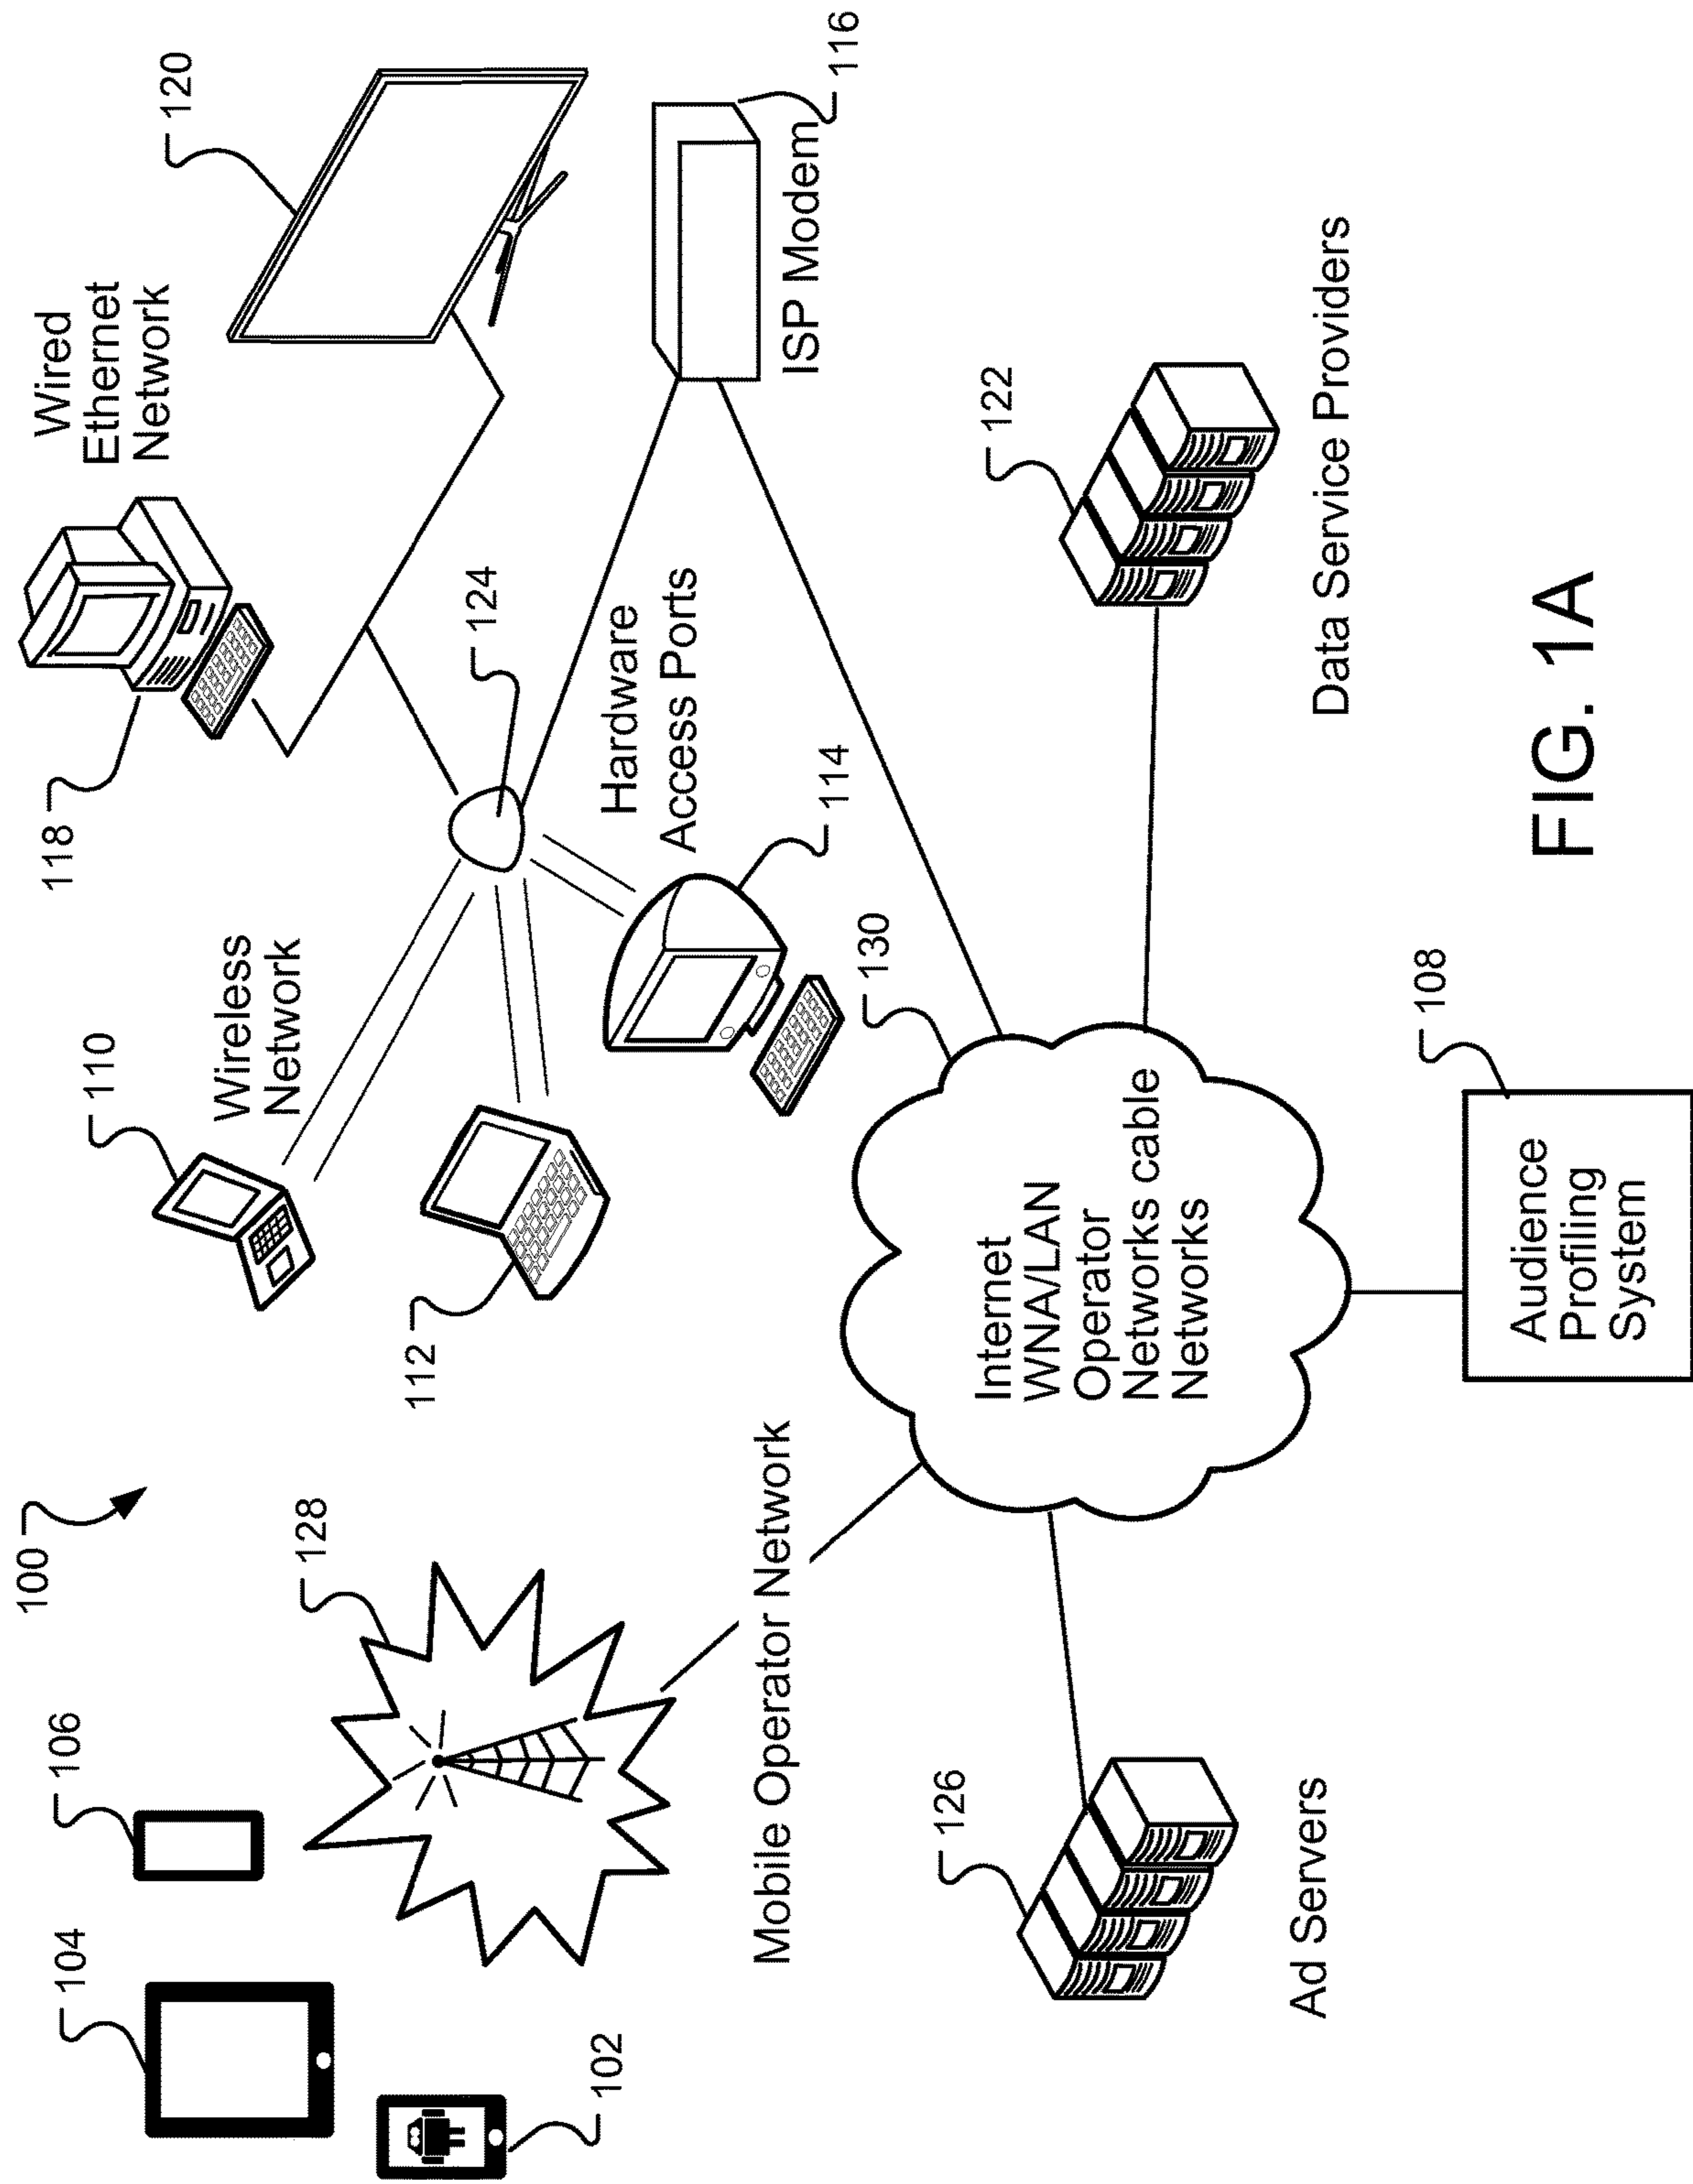 100
104
106
102
128
Mobile Operator Network
110
Wireless
Network
112
118
Wired
Ethernet
Network
120
124
Hardware
Access Ports
114
116
ISP Modem
130
Internet
WNA/LAN
Operator
Networks cable
Networks
126
Ad Servers
122
Data Service Providers
108
Audience
Profiling
System
FIG. 1A